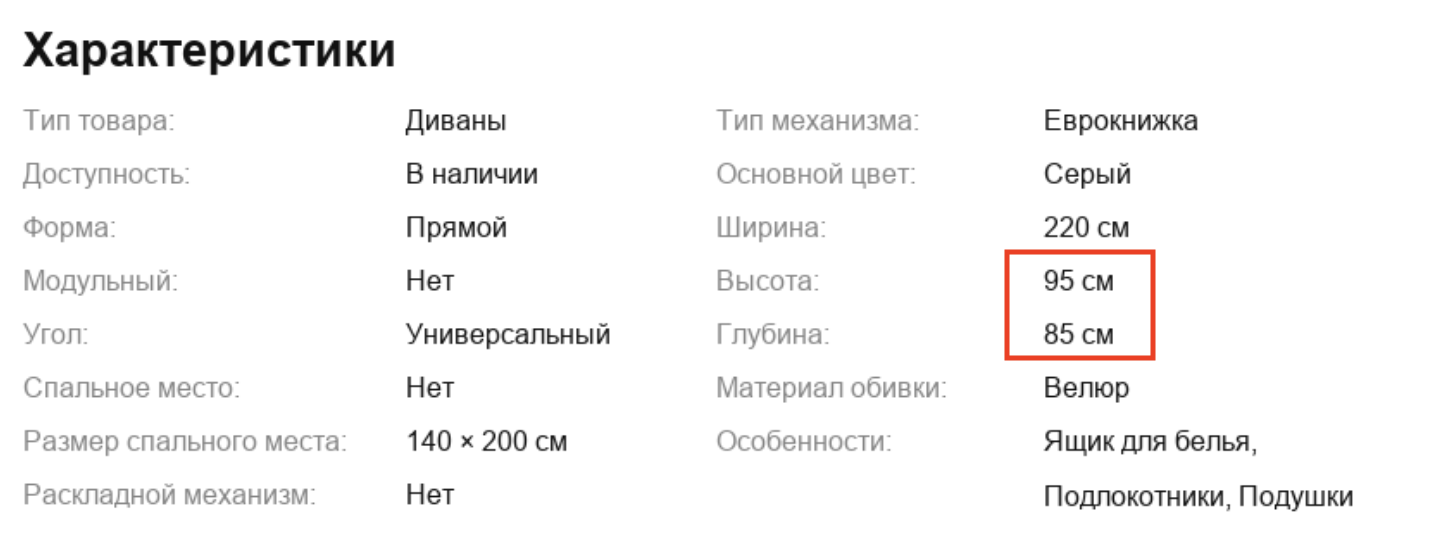 Характеристики
Тип товара: Диваны Тип механизма: Еврокнижка
Доступность: В наличии Основной цвет: Серый
Форма: Прямой Ширина: 220 см
Модульный: Нет Высота: 95 см
Угол: Универсальный Глубина: 85 см
Спальное место: Нет Материал обивки: Велюр
Размер спального места: 140 × 200 см Особенности: Ящик для белья,
Раскладной механизм: Нет Подлокотники, Подушки